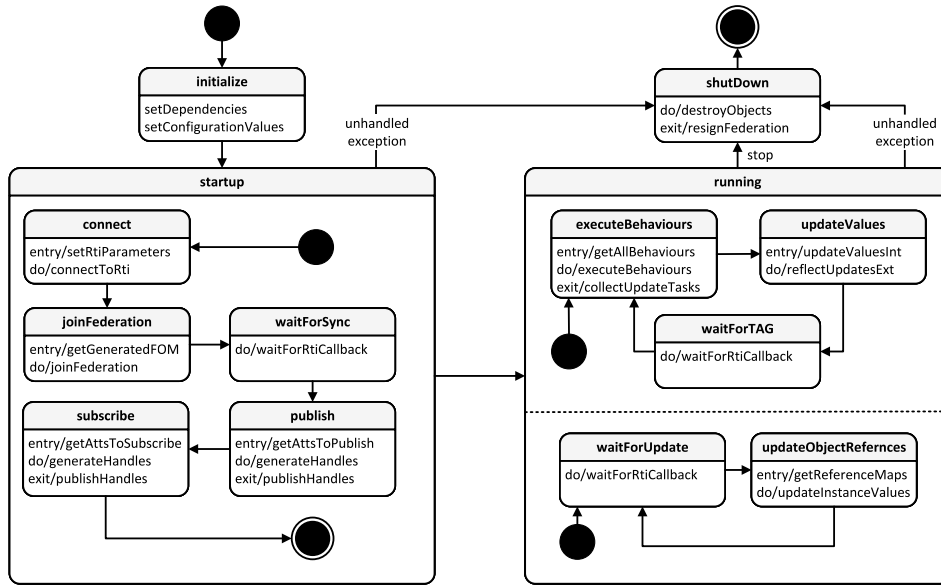 initialize
setDependencies
setConfigurationValues
shutDown
do/destroyObjects
exit/resignFederation
unhandled
exception
stop
unhandled
exception
startup
connect
entry/setRtiParameters
do/connectToRti
joinFederation
entry/getGeneratedFOM
do/joinFederation
waitForSync
do/waitForRtiCallback
subscribe
entry/getAttsToSubscribe
do/generateHandles
exit/publishHandles
publish
entry/getAttsToPublish
do/generateHandles
exit/publishHandles
running
executeBehaviours
entry/getAllBehaviours
do/executeBehaviours
exit/collectUpdateTasks
updateValues
entry/updateValuesInt
do/reflectUpdatesExt
waitForTAG
do/waitForRtiCallback
waitForUpdate
do/waitForRtiCallback
updateObjectRefernces
entry/getReferenceMaps
do/updateInstanceValues